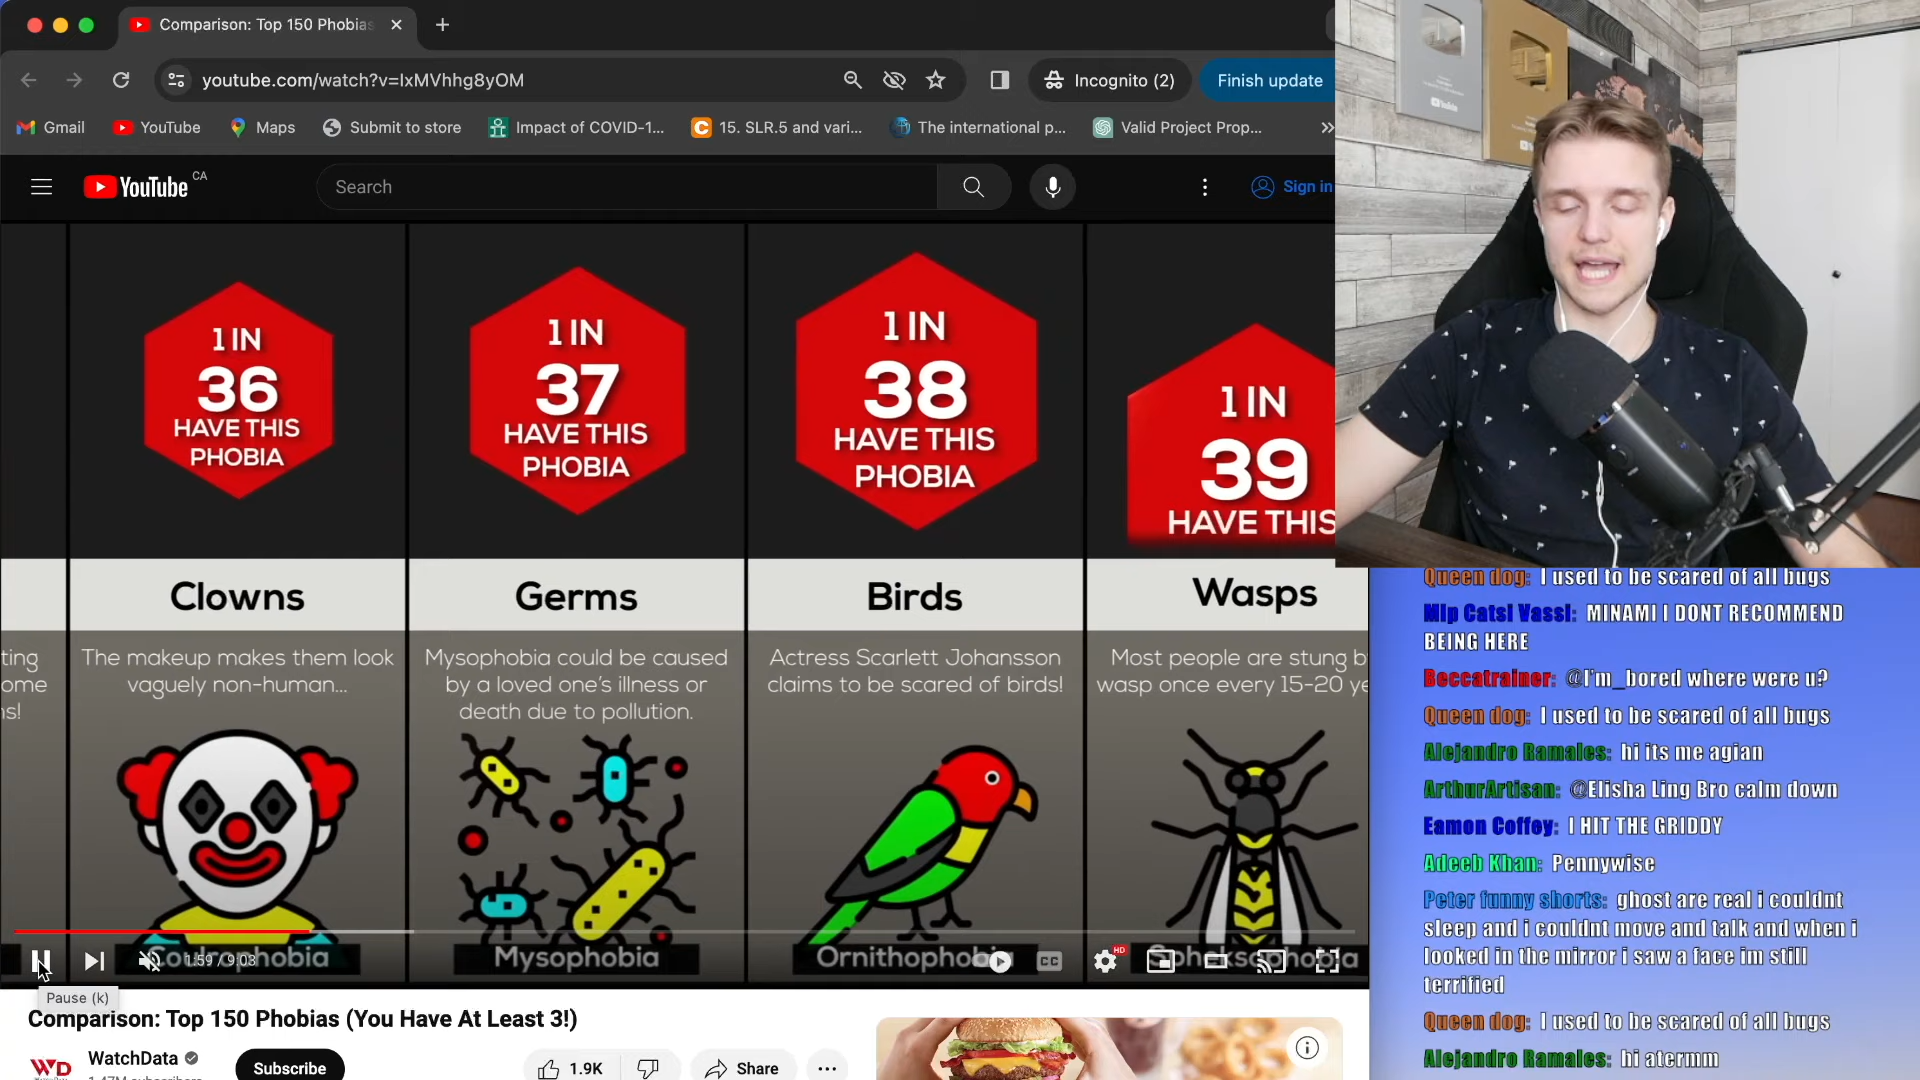 Comparison: Top 150 Phobias
youtube.com/watch?v=IxMVhhg8yOM
Incognito (2)
Finish update
Gmail
YouTube
Maps
Submit to store
Impact of COVID-1...
15. SLR.5 and vari...
The international p...
Valid Project Prop...
YouTube CA
Search
Sign in
1 IN
36
HAVE THIS
PHOBIA
Clowns
The makeup makes them look
vaguely non-human...
1 IN
37
HAVE THIS
PHOBIA
Germs
Mysophobia could be caused
by a loved one's illness or
death due to pollution.
Mysophobia
1 IN
38
HAVE THIS
PHOBIA
Birds
Actress Scarlett Johansson
claims to be scared of birds!
1 IN
39
HAVE THIS
Wasps
Most people are stung b
wasp once every 15-20 ye
ting
ome
ns!
1:59 / 9:03
CC
HD
Pause (k)
Comparison: Top 150 Phobias (You Have At Least 3!)
WD
WatchData
Subscribe
1.9K
Share
Queen dog: I used to be scared of all bugs
Mip Catsi Vassi: MINAMI I DONT RECOMMEND
BEING HERE
Beccatrainer: @I'm_bored where were u?
Queen dog: I used to be scared of all bugs
Alejandro Ramales: hi its me agian
ArthurArtisan: @Elisha Ling Bro calm down
Eamon Coffey: I HIT THE GRIDDY
Adeeb Khan: Pennywise
Peter funny shorts: ghost are real i couldnt
sleep and i couldnt move and talk and when i
looked in the mirror i saw a face im still
terrified
Queen dog: I used to be scared of all bugs
Alejandro Ramales: hi atermm